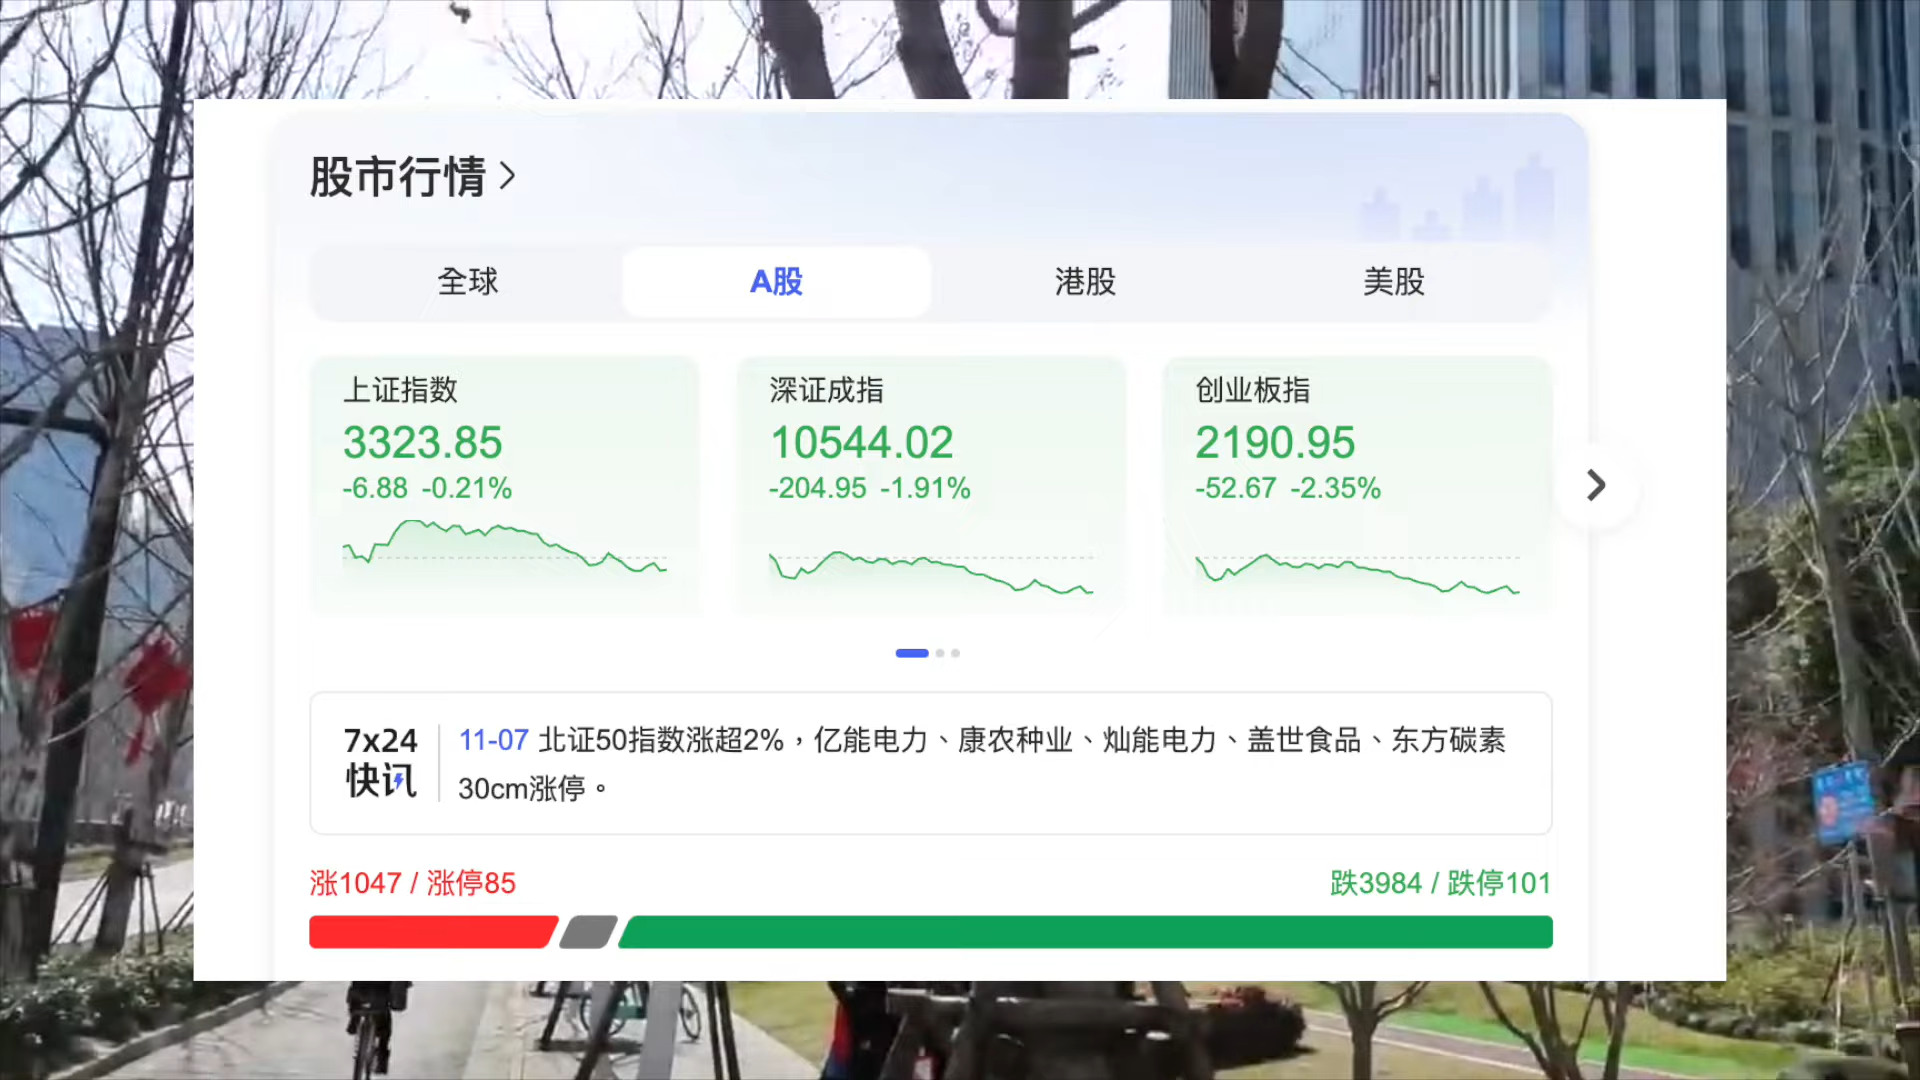 股市行情
全球
A股
港股
美股
上证指数
3323.85
-6.88 -0.21%
深证成指
10544.02
-204.95 -1.91%
创业板指
2190.95
-52.67 -2.35%
7x24
快讯
11-07 北证50指数涨超2%，亿能电力、康农种业、灿能电力、盖世食品、东方碳素
30cm涨停。
涨1047 / 涨停85
跌3984 / 跌停101